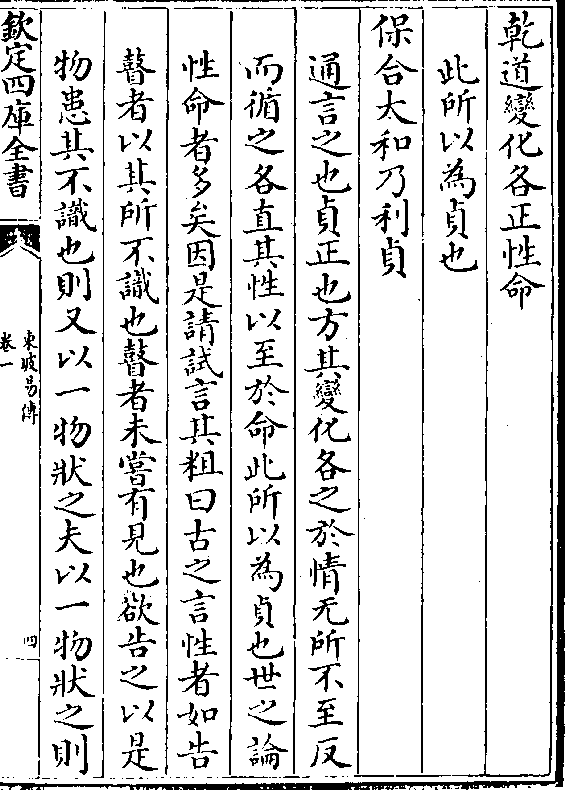 乾道變化各正性命
此所以為貞也
保合大和乃利貞
通言之也貞正也方其變化各之於情无所不至反
而循之各直其性以至於命此所以為貞也世之論
性命者多矣因是請試言其粗曰古之言性者如告
瞽者以其所不識也瞽者未嘗有見也欲告之以是
物患其不識也則又以一物狀之夫以一物狀之則
欽定四庫全書
東坡易傳
卷一
四